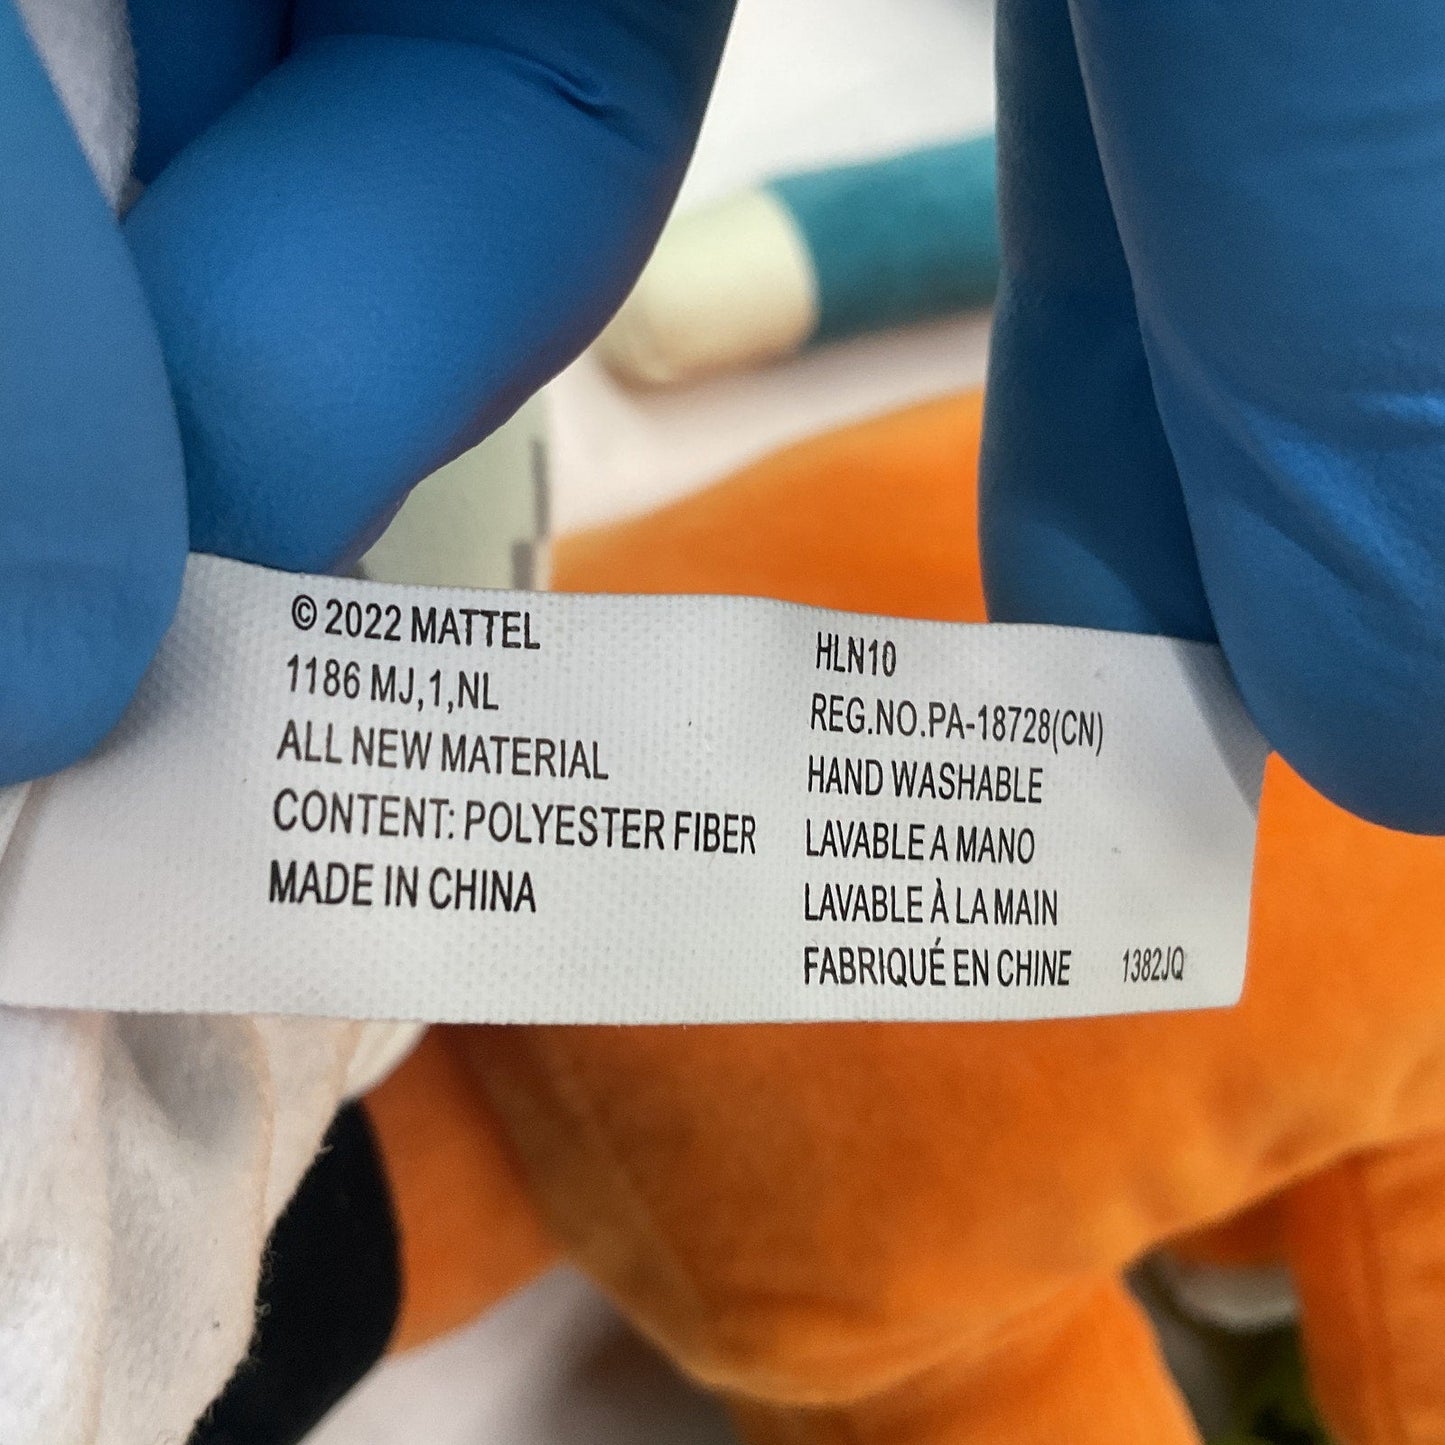 © 2022 MATTEL
1186 MJ,1,NL
ALL NEW MATERIAL
CONTENT: POLYESTER FIBER
MADE IN CHINA
HLN10
REG.NO.PA-18728(CN)
HAND WASHABLE
LAVABLE A MANO
LAVABLE À LA MAIN
FABRIQUÉ EN CHINE 1382JQ